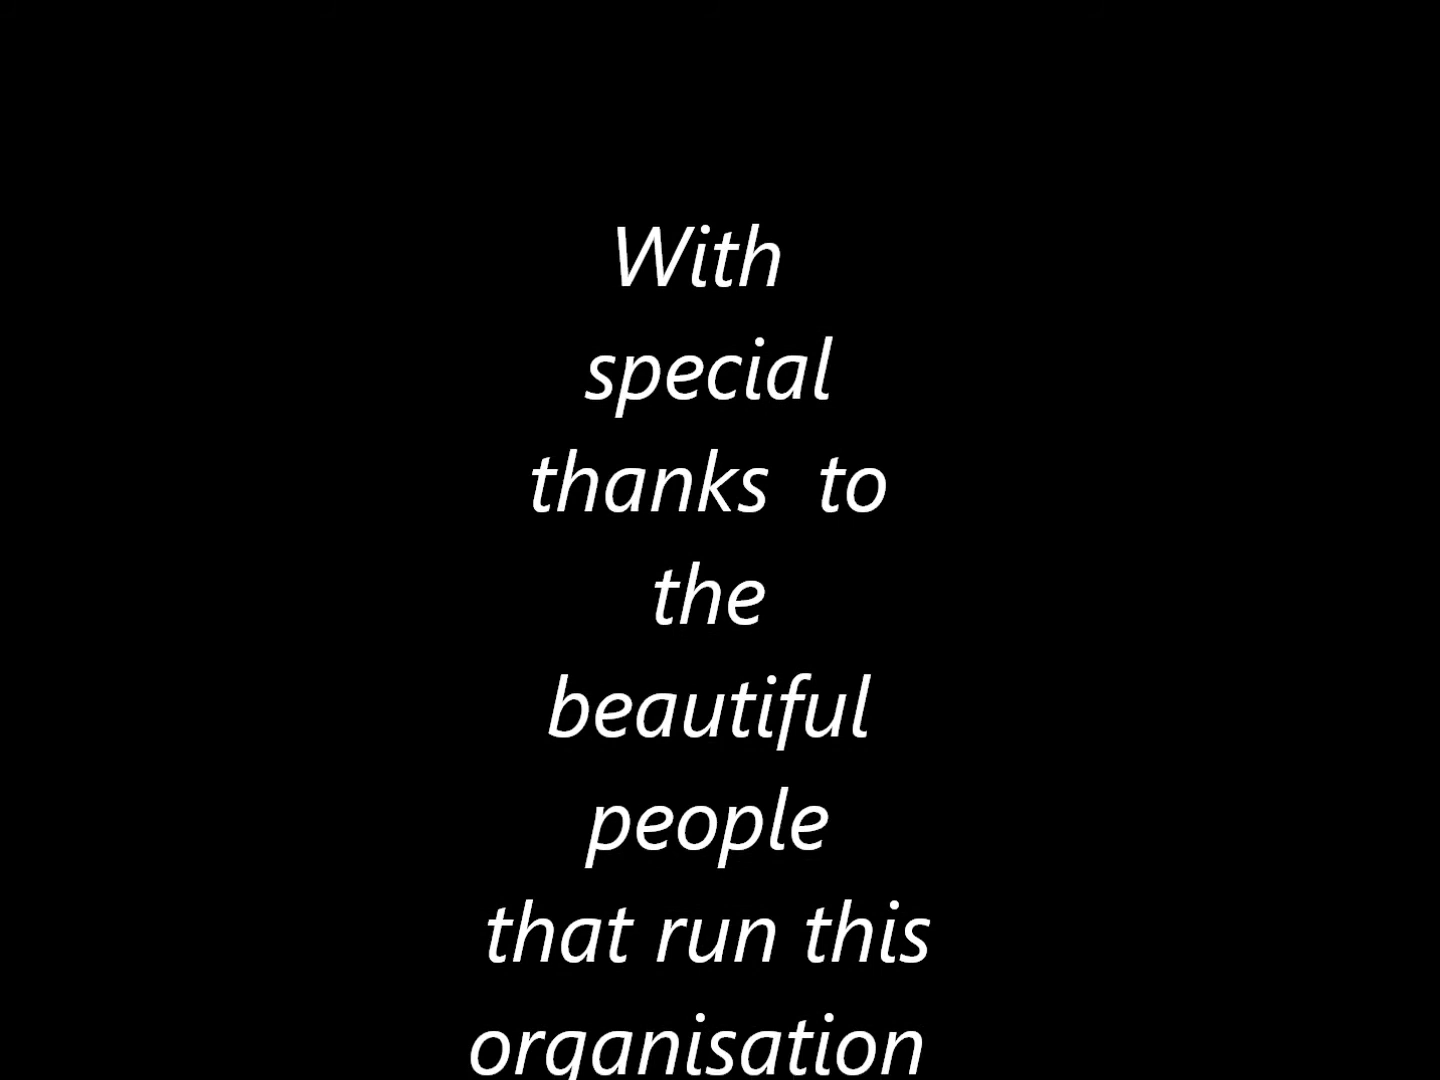 With
special
thanks  to
the
beautiful
people
that run this
organisation